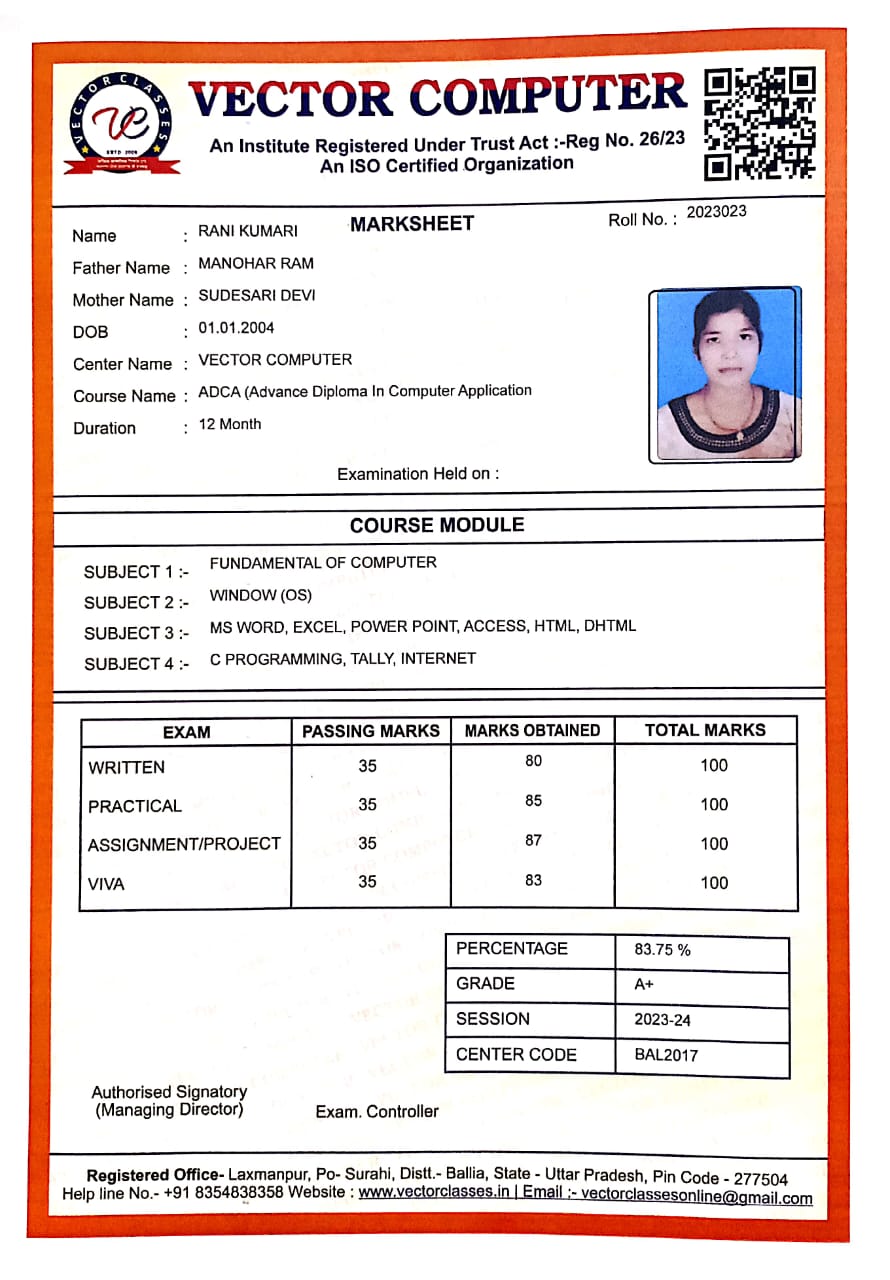 VECTOR CLASSES
VC
ESTD 2006
VECTOR COMPUTER
An Institute Registered Under Trust Act :-Reg No. 26/23
An ISO Certified Organization
MARKSHEET
Roll No. : 2023023
Name : RANI KUMARI
Father Name : MANOHAR RAM
Mother Name : SUDESARI DEVI
DOB : 01.01.2004
Center Name : VECTOR COMPUTER
Course Name : ADCA (Advance Diploma In Computer Application
Duration : 12 Month
Examination Held on :
COURSE MODULE
SUBJECT 1 :- FUNDAMENTAL OF COMPUTER
SUBJECT 2 :- WINDOW (OS)
SUBJECT 3 :- MS WORD, EXCEL, POWER POINT, ACCESS, HTML, DHTML
SUBJECT 4 :- C PROGRAMMING, TALLY, INTERNET
EXAM PASSING MARKS MARKS OBTAINED TOTAL MARKS
WRITTEN 35 80 100
PRACTICAL 35 85 100
ASSIGNMENT/PROJECT 35 87 100
VIVA 35 83 100
PERCENTAGE 83.75 %
GRADE A+
SESSION 2023-24
CENTER CODE BAL2017
Authorised Signatory
(Managing Director)
Exam. Controller
Registered Office- Laxmanpur, Po- Surahi, Distt.- Ballia, State - Uttar Pradesh, Pin Code - 277504
Help line No.- +91 8354838358 Website : www.vectorclasses.in | Email :- vectorclassesonline@gmail.com